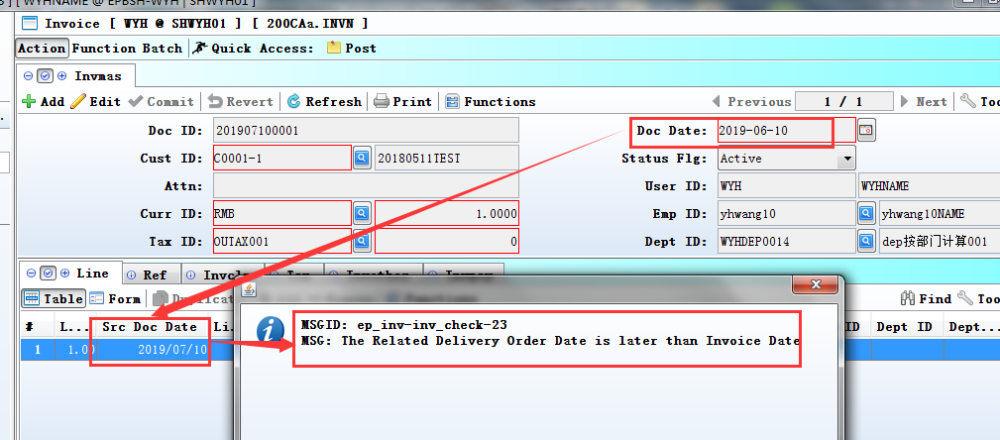 [ WYHNAME @ EPBSH-WYH | SHWYH01 ]
Invoice [ WYH @ SHWYH01 ] [ 200CAa.INVN ]
Action Function Batch Quick Access: Post
Invmas
Add Edit Commit Revert Refresh Print Functions Previous 1 / 1 Next
Doc ID: 201907100001 Doc Date: 2019-06-10
Cust ID: C0001-1 20180511TEST Status Flg: Active
Attn: User ID: WYH WYHNAME
Curr ID: RMB 1.0000 Emp ID: yhwang10 yhwang10NAME
Tax ID: OUTAX001 0 Dept ID: WYHDEP0014 dep按部门计算001
Line Ref
Table Form Find
# L... Src Doc Date Li ID Dept ID Dept...
1 1.00 2019/07/10
MSGID: ep_inv-inv_check-23
MSG: The Related Delivery Order Date is later than Invoice Date